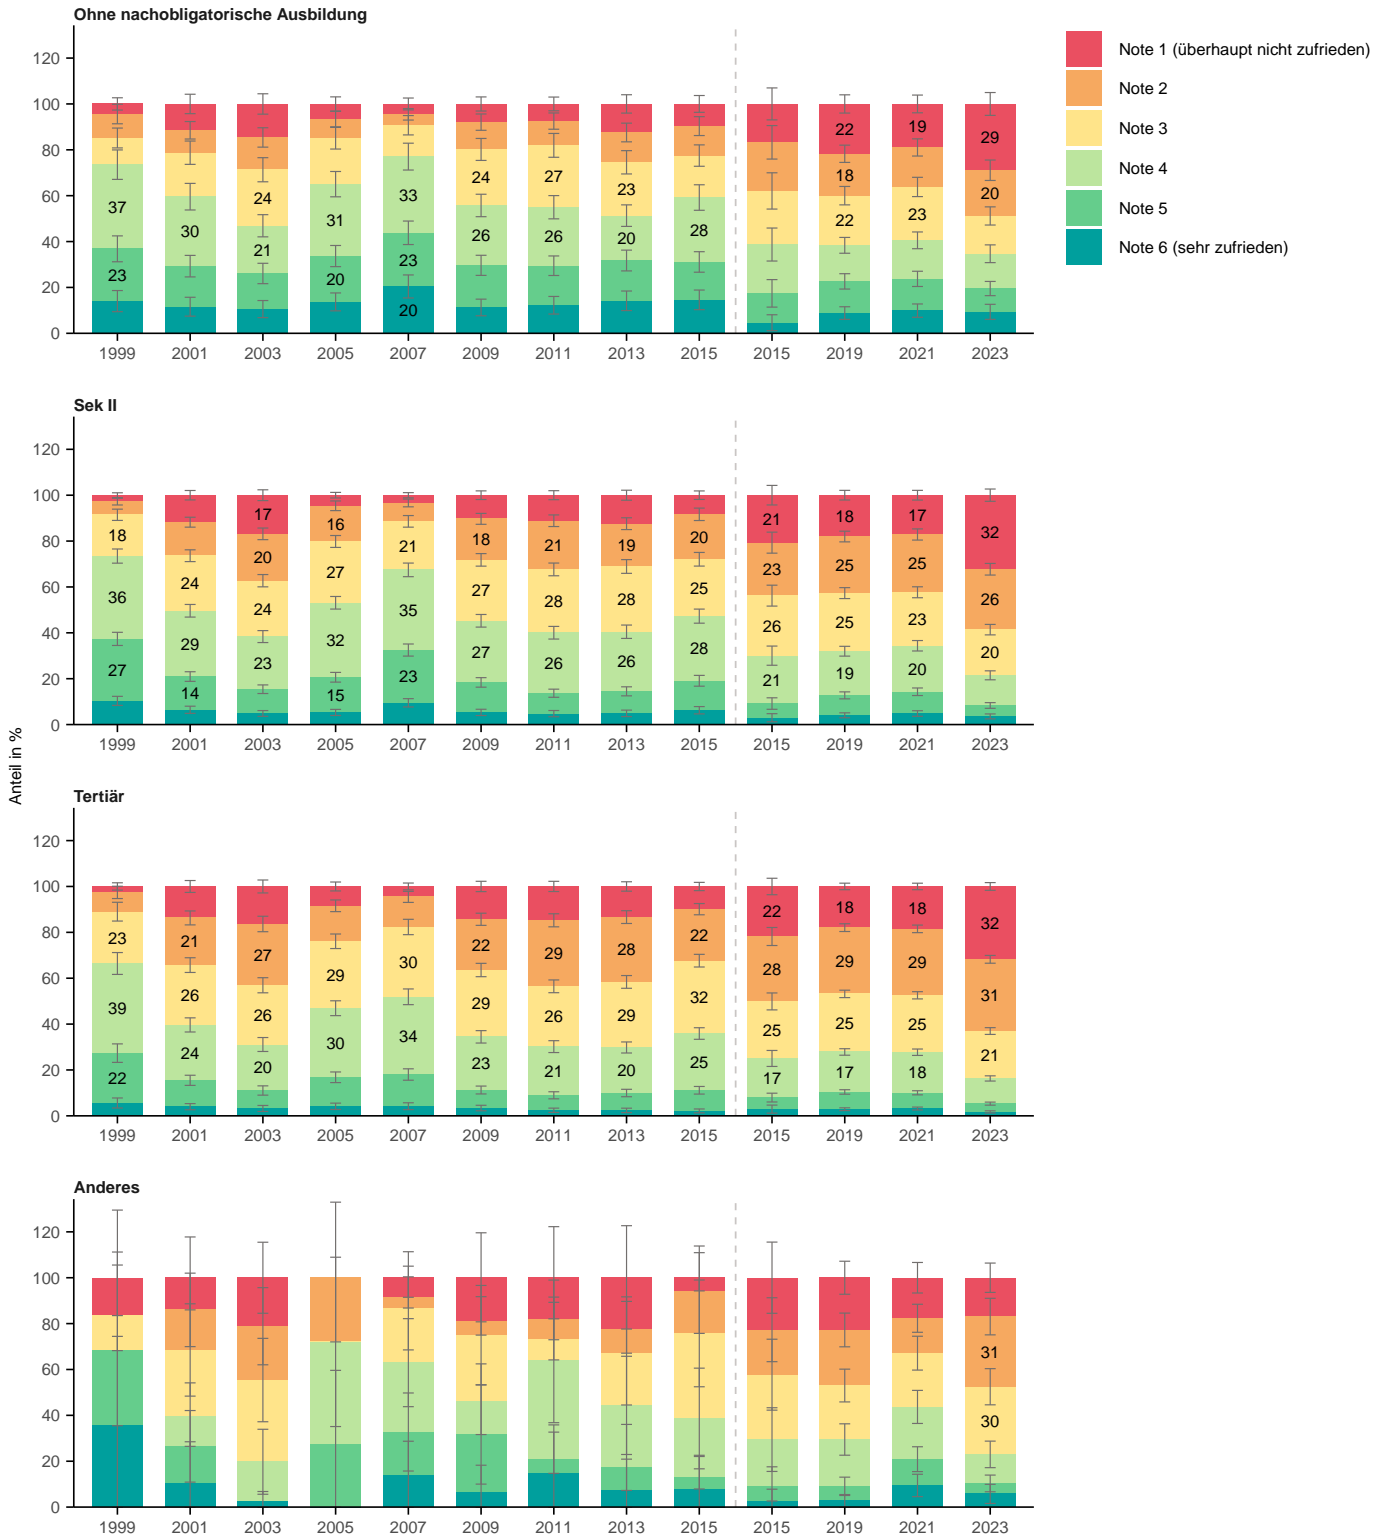 Ohne nachobligatorische Ausbildung
120
100
80
60
40
20
0
37 23
30
24 21
31 20
33 23 20
24 26
27 26
23 20
28
22 18 22
19 23
29 20
1999 2001 2003 2005 2007 2009 2011 2013 2015 2015 2019 2021 2023
Note 1 (überhaupt nicht zufrieden)
Note 2
Note 3
Note 4
Note 5
Note 6 (sehr zufrieden)
Sek II
120
100
80
60
40
20
0
18 36 27
24 29 14
17 20 24 23
16 27 32 15
21 35 23
18 27 27
21 28 26
19 28 26
20 25 28
21 23 26 21
18 25 25 19
17 25 23 20
32 26 20
1999 2001 2003 2005 2007 2009 2011 2013 2015 2015 2019 2021 2023
Anteil in %
Tertiär
120
100
80
60
40
20
0
23 39 22
21 26 24
27 26 20
29 30
30 34
22 29 23
29 26 21
28 29 20
22 32 25
22 28 25 17
18 29 25 17
18 29 25 18
32 31 21
1999 2001 2003 2005 2007 2009 2011 2013 2015 2015 2019 2021 2023
Anderes
120
100
80
60
40
20
0
31 30
1999 2001 2003 2005 2007 2009 2011 2013 2015 2015 2019 2021 2023